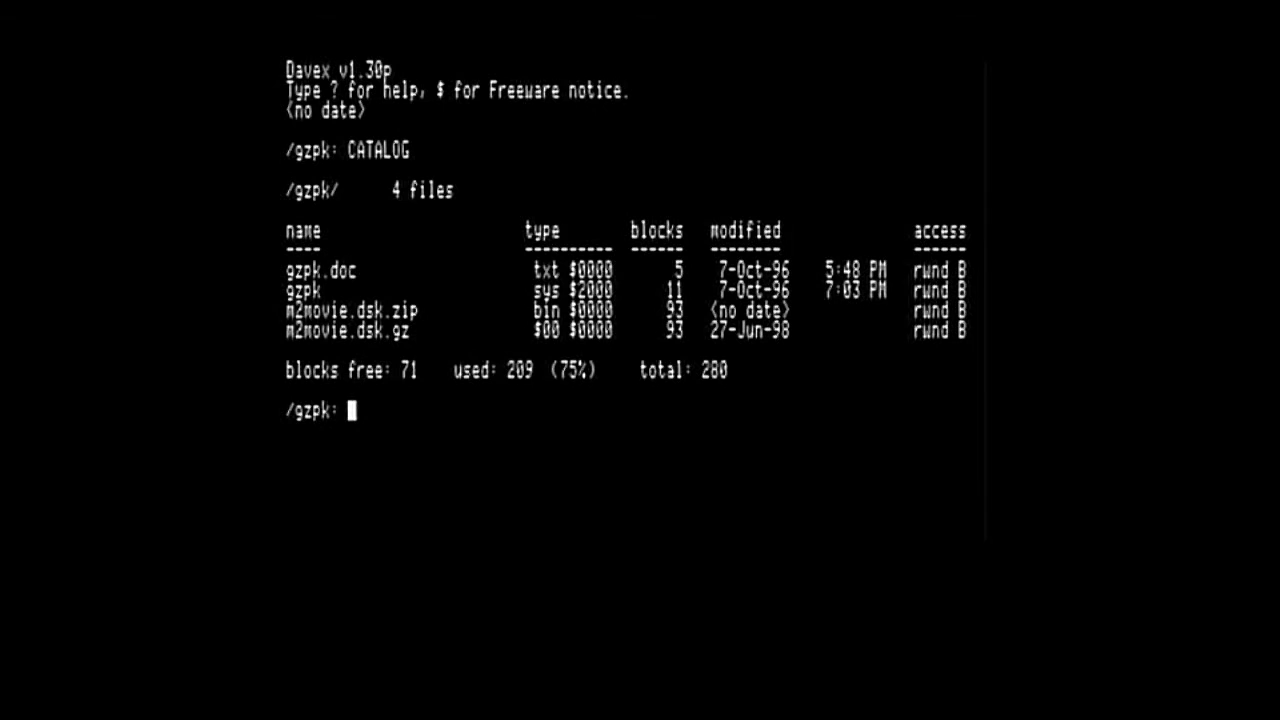 Davex v1.30p
Type ? for help, $ for Freeware notice.
<no date>
/gzpk: CATALOG
/gzpk/      4 files
name                       type        blocks   modified               access
----                       ----------  ------   --------               ------
gzpk.doc                    txt $0000       5    7-Oct-96    5:48 PM   rwnd B
gzpk                        sys $2000      11    7-Oct-96    7:03 PM   rwnd B
m2movie.dsk.zip             bin $0000      93   <no date>              rwnd B
m2movie.dsk.gz              $00 $0000      93   27-Jun-98              rwnd B
blocks free: 71    used: 209  (75%)     total: 280
/gzpk: